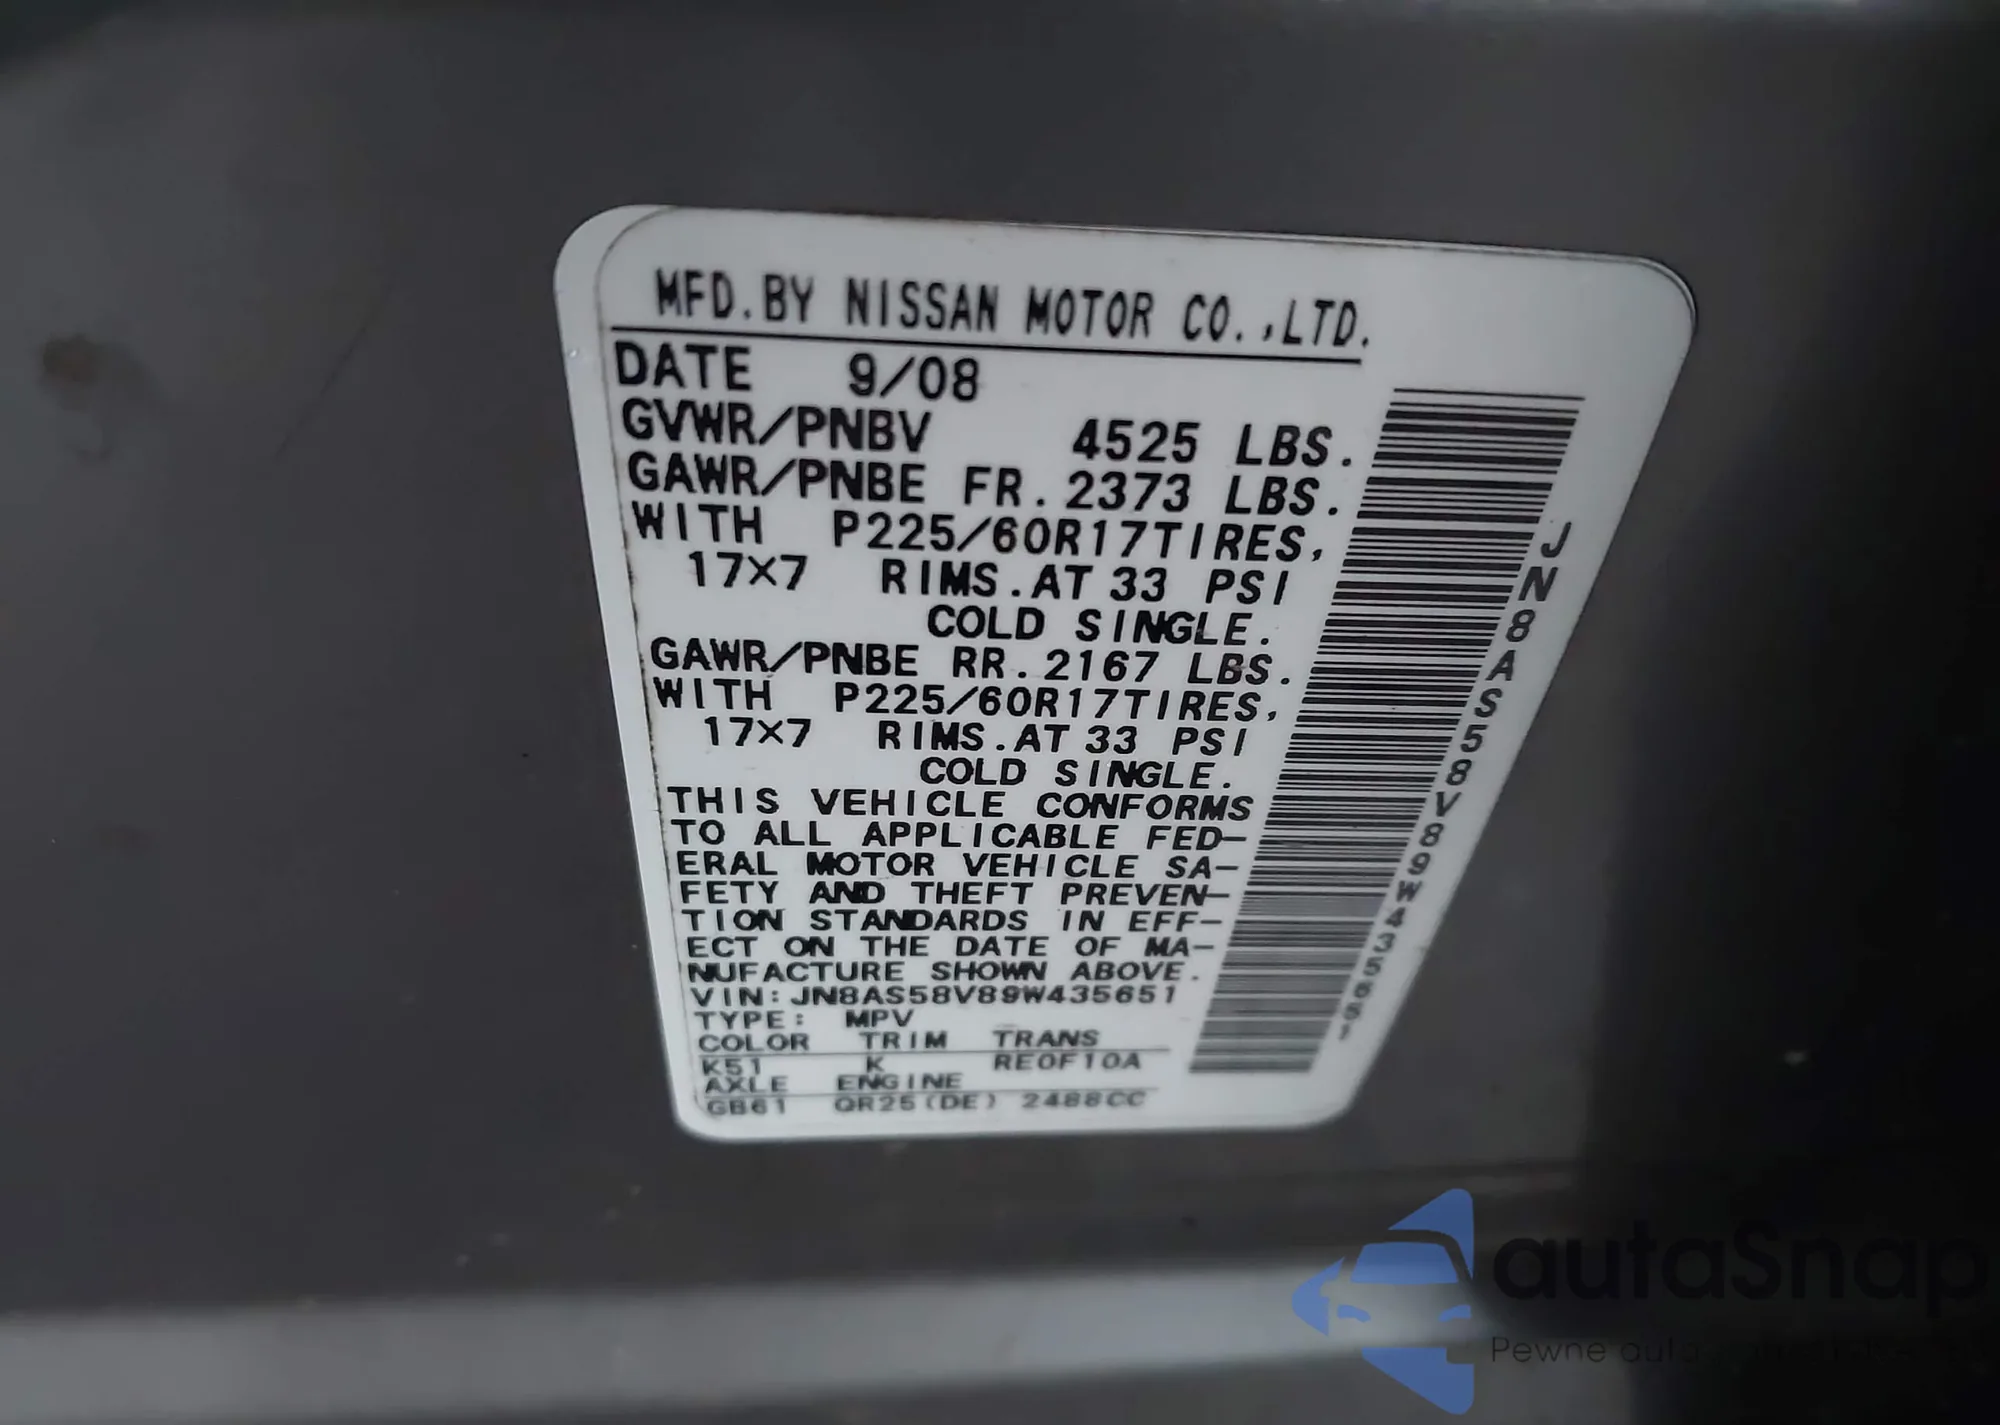 MFD.BY NISSAN MOTOR CO.,LTD.
DATE 9/08
GVWR/PNBV 4525 LBS.
GAWR/PNBE FR. 2373 LBS.
WITH P225/60R17TIRES,
17X7 RIMS.AT 33 PSI
COLD SINGLE.
GAWR/PNBE RR. 2167 LBS.
WITH P225/60R17TIRES,
17X7 RIMS.AT 33 PSI
COLD SINGLE.
THIS VEHICLE CONFORMS
TO ALL APPLICABLE FED-
ERAL MOTOR VEHICLE SA-
FETY AND THEFT PREVEN-
TION STANDARDS IN EFF-
ECT ON THE DATE OF MA-
NUFACTURE SHOWN ABOVE.
VIN: JN8AS58V89W435651
TYPE: MPV
COLOR TRIM TRANS
K51 K RE0F10A
AXLE ENGINE
GB61 QR25(DE) 2488CC
JN8AS58V89W435651
autaSnap
Pewne auto